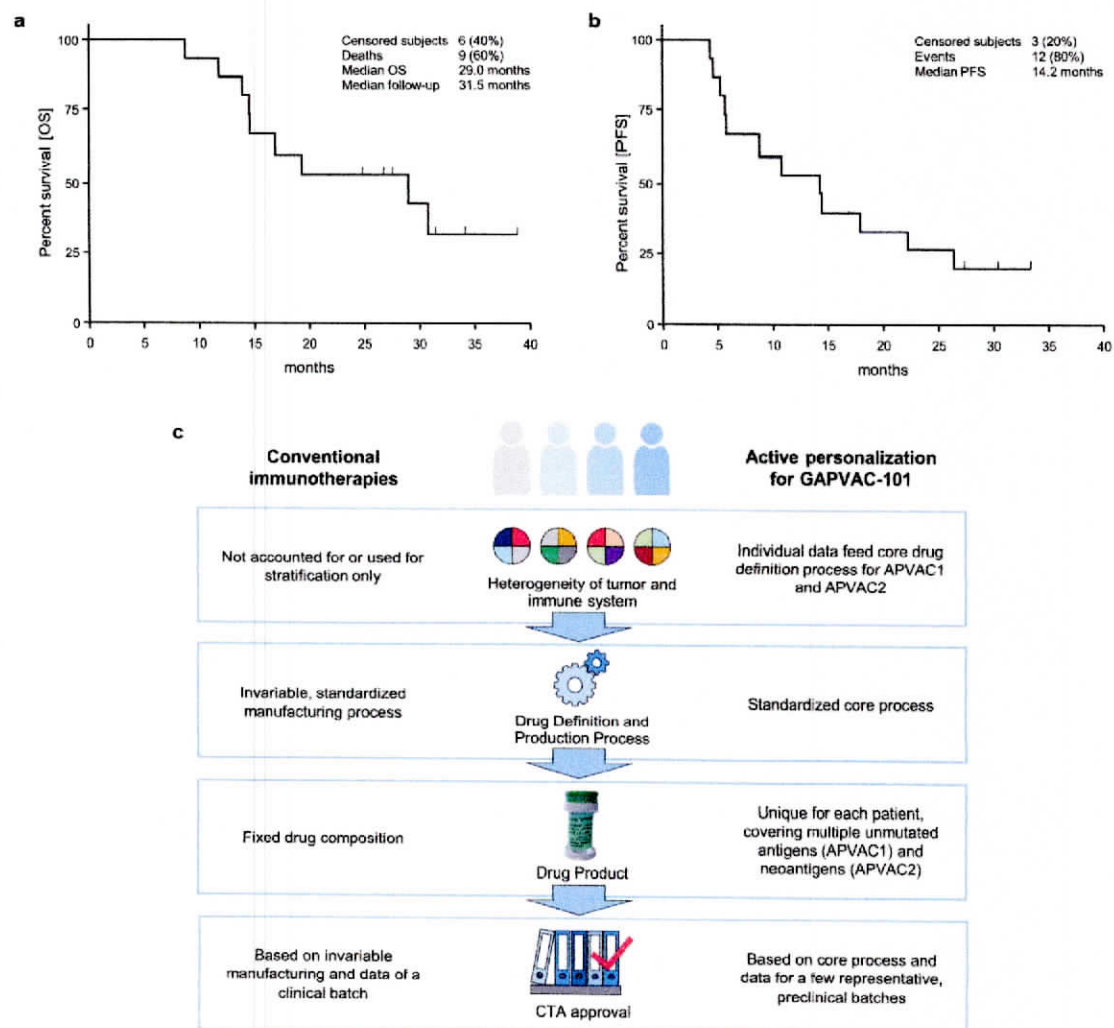 a
Percent survival [OS]
100
75
50
25
0
0 5 10 15 20 25 30 35 40
months
Censored subjects 6 (40%)
Deaths 9 (60%)
Median OS 29.0 months
Median follow-up 31.5 months
b
Percent survival [PFS]
100
75
50
25
0
0 5 10 15 20 25 30 35 40
months
Censored subjects 3 (20%)
Events 12 (80%)
Median PFS 14.2 months
c
Conventional
immunotherapies
Active personalization
for GAPVAC-101
Not accounted for or used for
stratification only
Heterogeneity of tumor and
immune system
Individual data feed core drug
definition process for APVAC1
and APVAC2
Invariable, standardized
manufacturing process
Drug Definition and
Production Process
Standardized core process
Fixed drug composition
Drug Product
Unique for each patient,
covering multiple unmutated
antigens (APVAC1) and
neoantigens (APVAC2)
Based on invariable
manufacturing and data of a
clinical batch
CTA approval
Based on core process and
data for a few representative,
preclinical batches